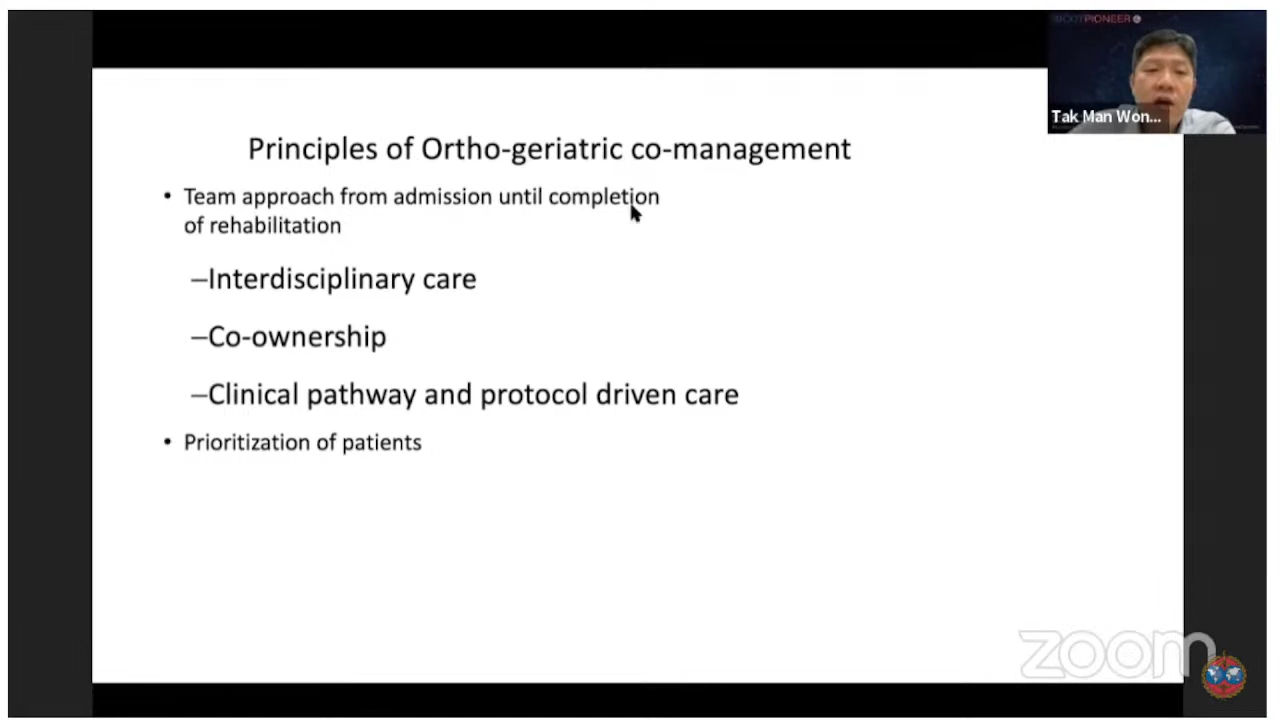 PIONEER
Tak Man Won...
Principles of Ortho-geriatric co-management
• Team approach from admission until completion
of rehabilitation
–Interdisciplinary care
–Co-ownership
–Clinical pathway and protocol driven care
• Prioritization of patients
zoom